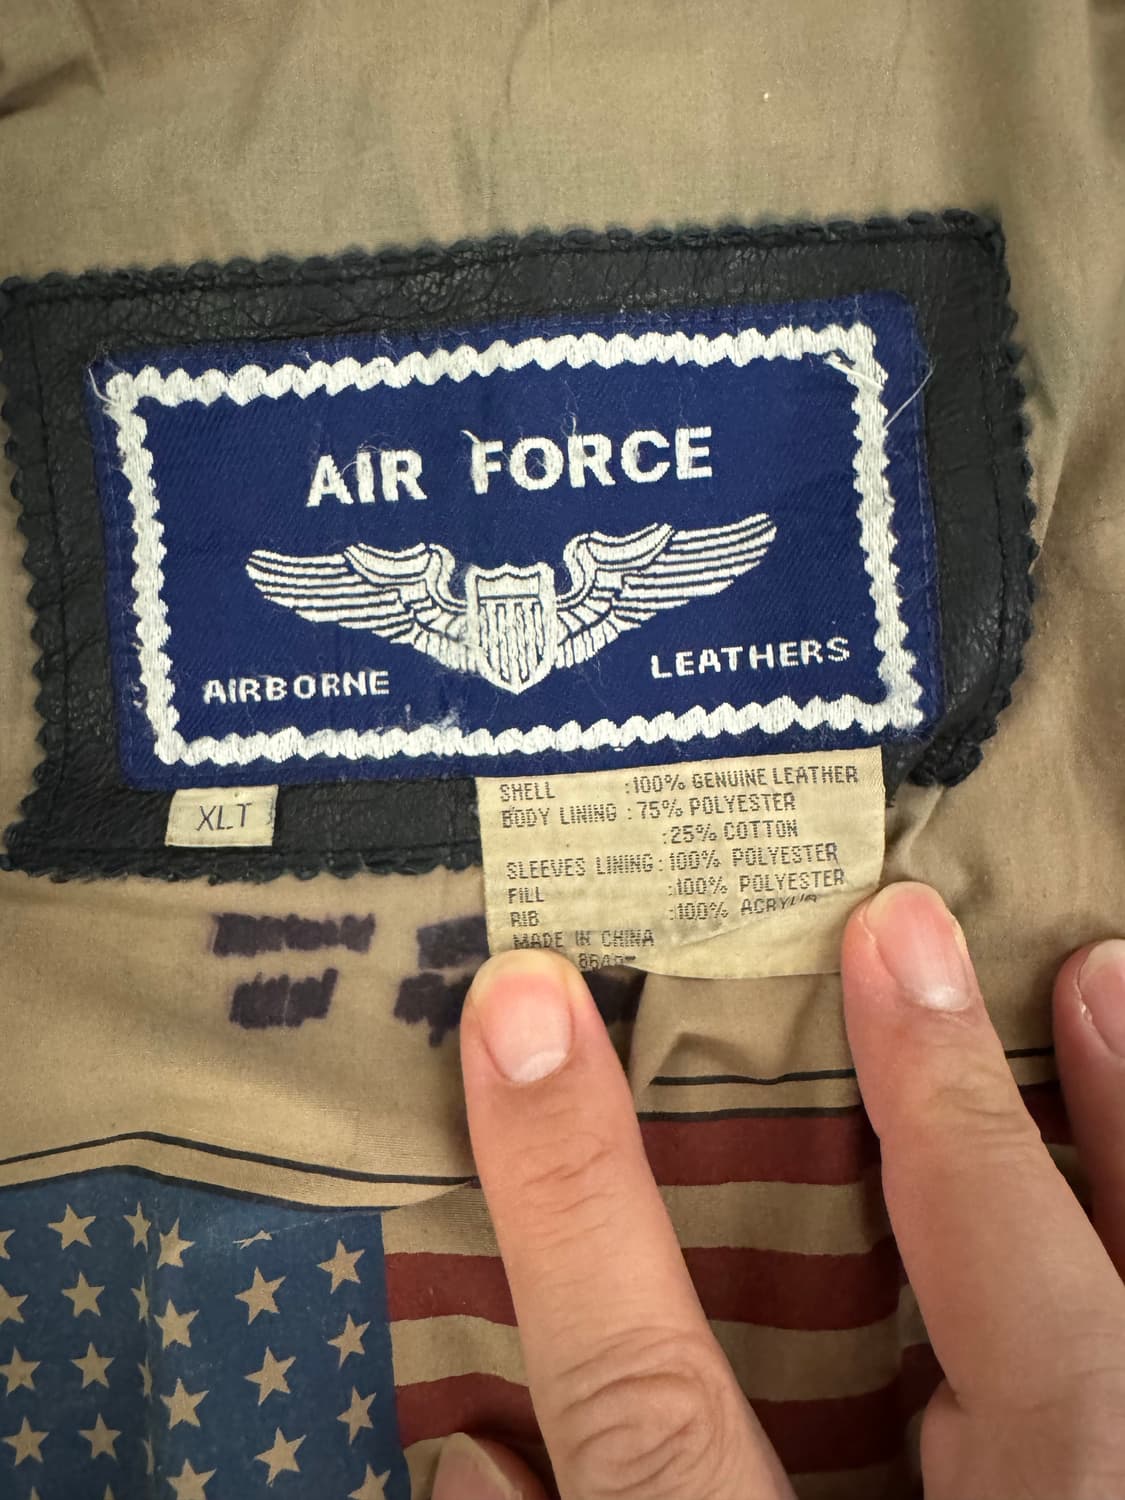 AIR FORCE
AIRBORNE LEATHERS
XLT
SHELL :100% GENUINE LEATHER
BODY LINING :75% POLYESTER
:25% COTTON
SLEEVES LINING:100% POLYESTER
FILL :100% POLYESTER
RIB :100% ACRYLIC
MADE IN CHINA